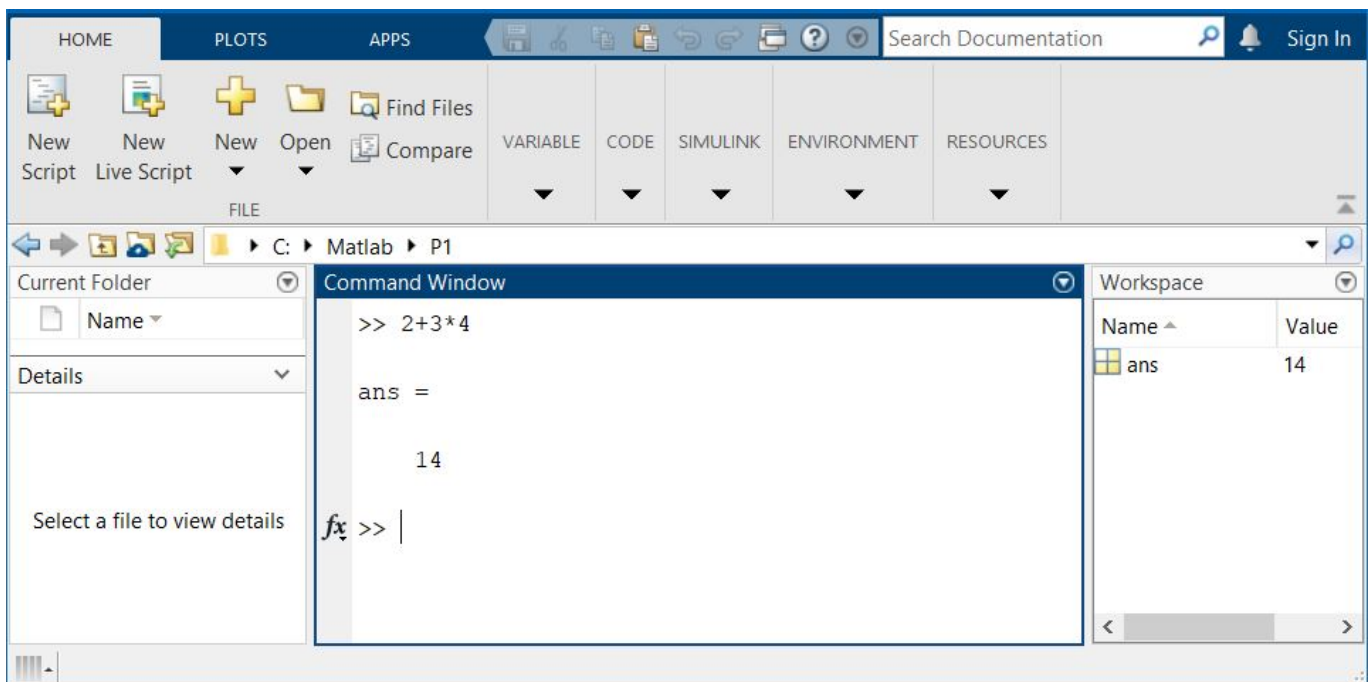 HOME PLOTS APPS Search Documentation Sign In
New Script
New Live Script
New
Open
Find Files
Compare
FILE
VARIABLE CODE SIMULINK ENVIRONMENT RESOURCES
C: Matlab P1
Current Folder
Name
Details
Select a file to view details
Command Window
>> 2+3*4
ans =
14
fx >>
Workspace
Name Value
ans 14